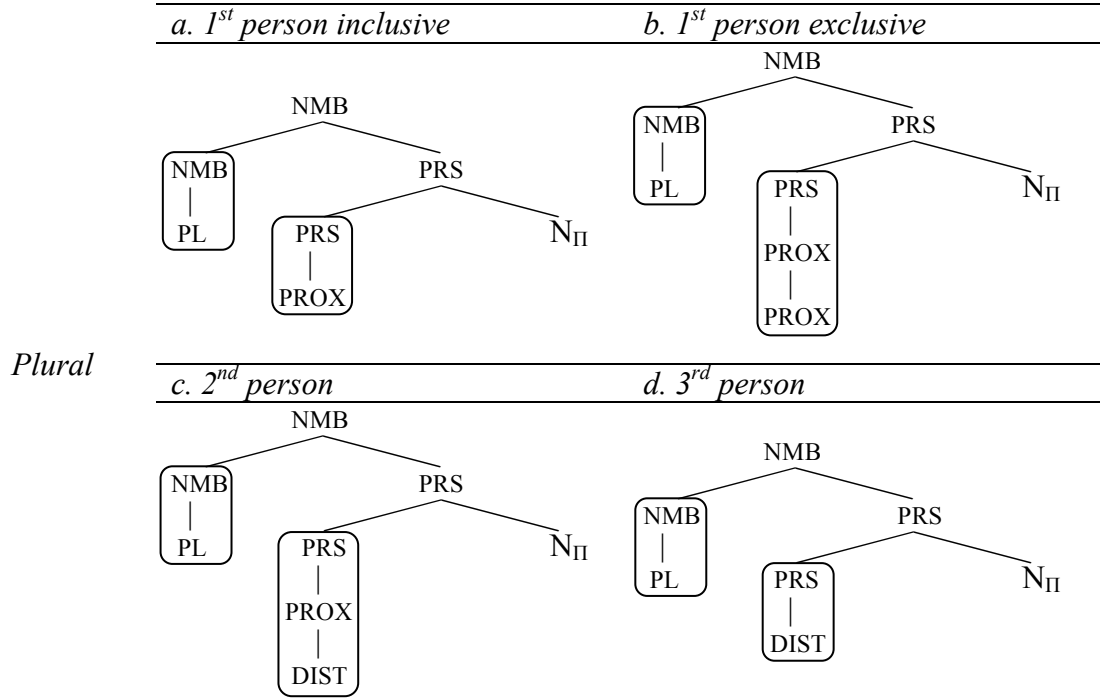 a. 1st person inclusive
b. 1st person exclusive
NMB
NMB
PL
PRS
PRS
PROX
NΠ
NMB
NMB
PL
PRS
PRS
PROX
PROX
NΠ
Plural
c. 2nd person
d. 3rd person
NMB
NMB
PL
PRS
PRS
PROX
DIST
NΠ
NMB
NMB
PL
PRS
PRS
DIST
NΠ